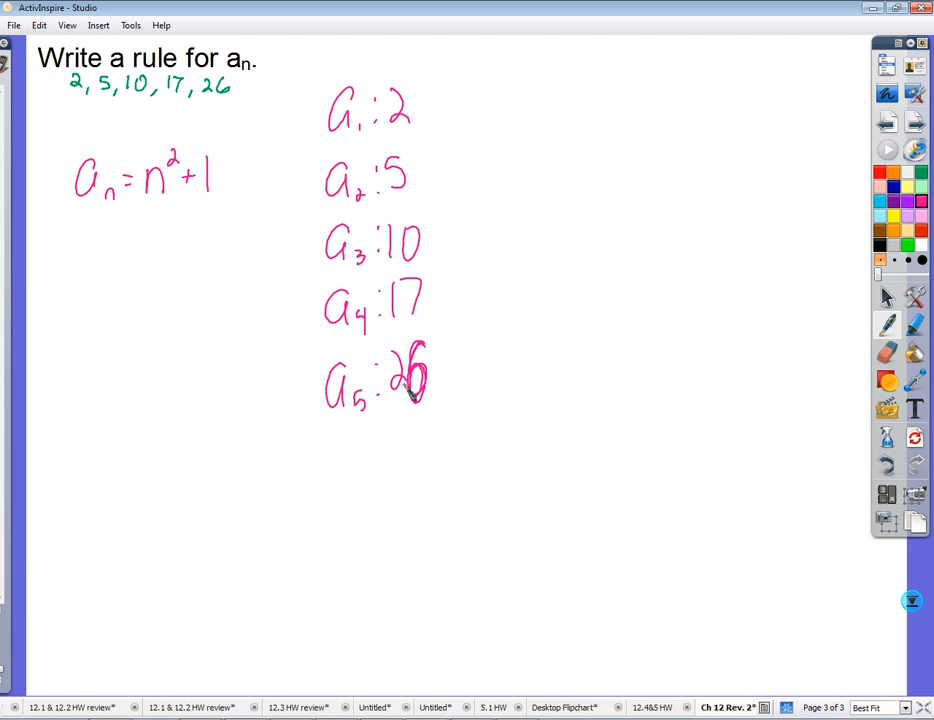 ActivInspire - Studio
File Edit View Insert Tools Help
Write a rule for aₙ.
2, 5, 10, 17, 26
aₙ = n² + 1
a₁ : 2
a₂ : 5
a₃ : 10
a₄ : 17
a₅ : 26
12.1 & 12.2 HW review* 12.1 & 12.2 HW review* 12.3 HW review* Untitled* Untitled* 5.1 HW Desktop Flipchart* 12.4&5 HW Ch 12 Rev. 2* Page 3 of 3 Best Fit